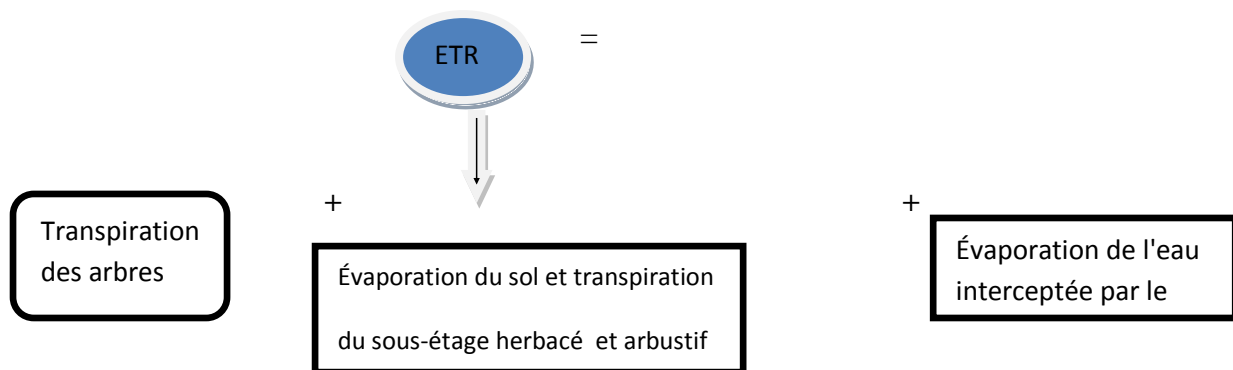 ETR =
Transpiration
des arbres
+
Évaporation du sol et transpiration
du sous-étage herbacé et arbustif
+
Évaporation de l'eau
interceptée par le